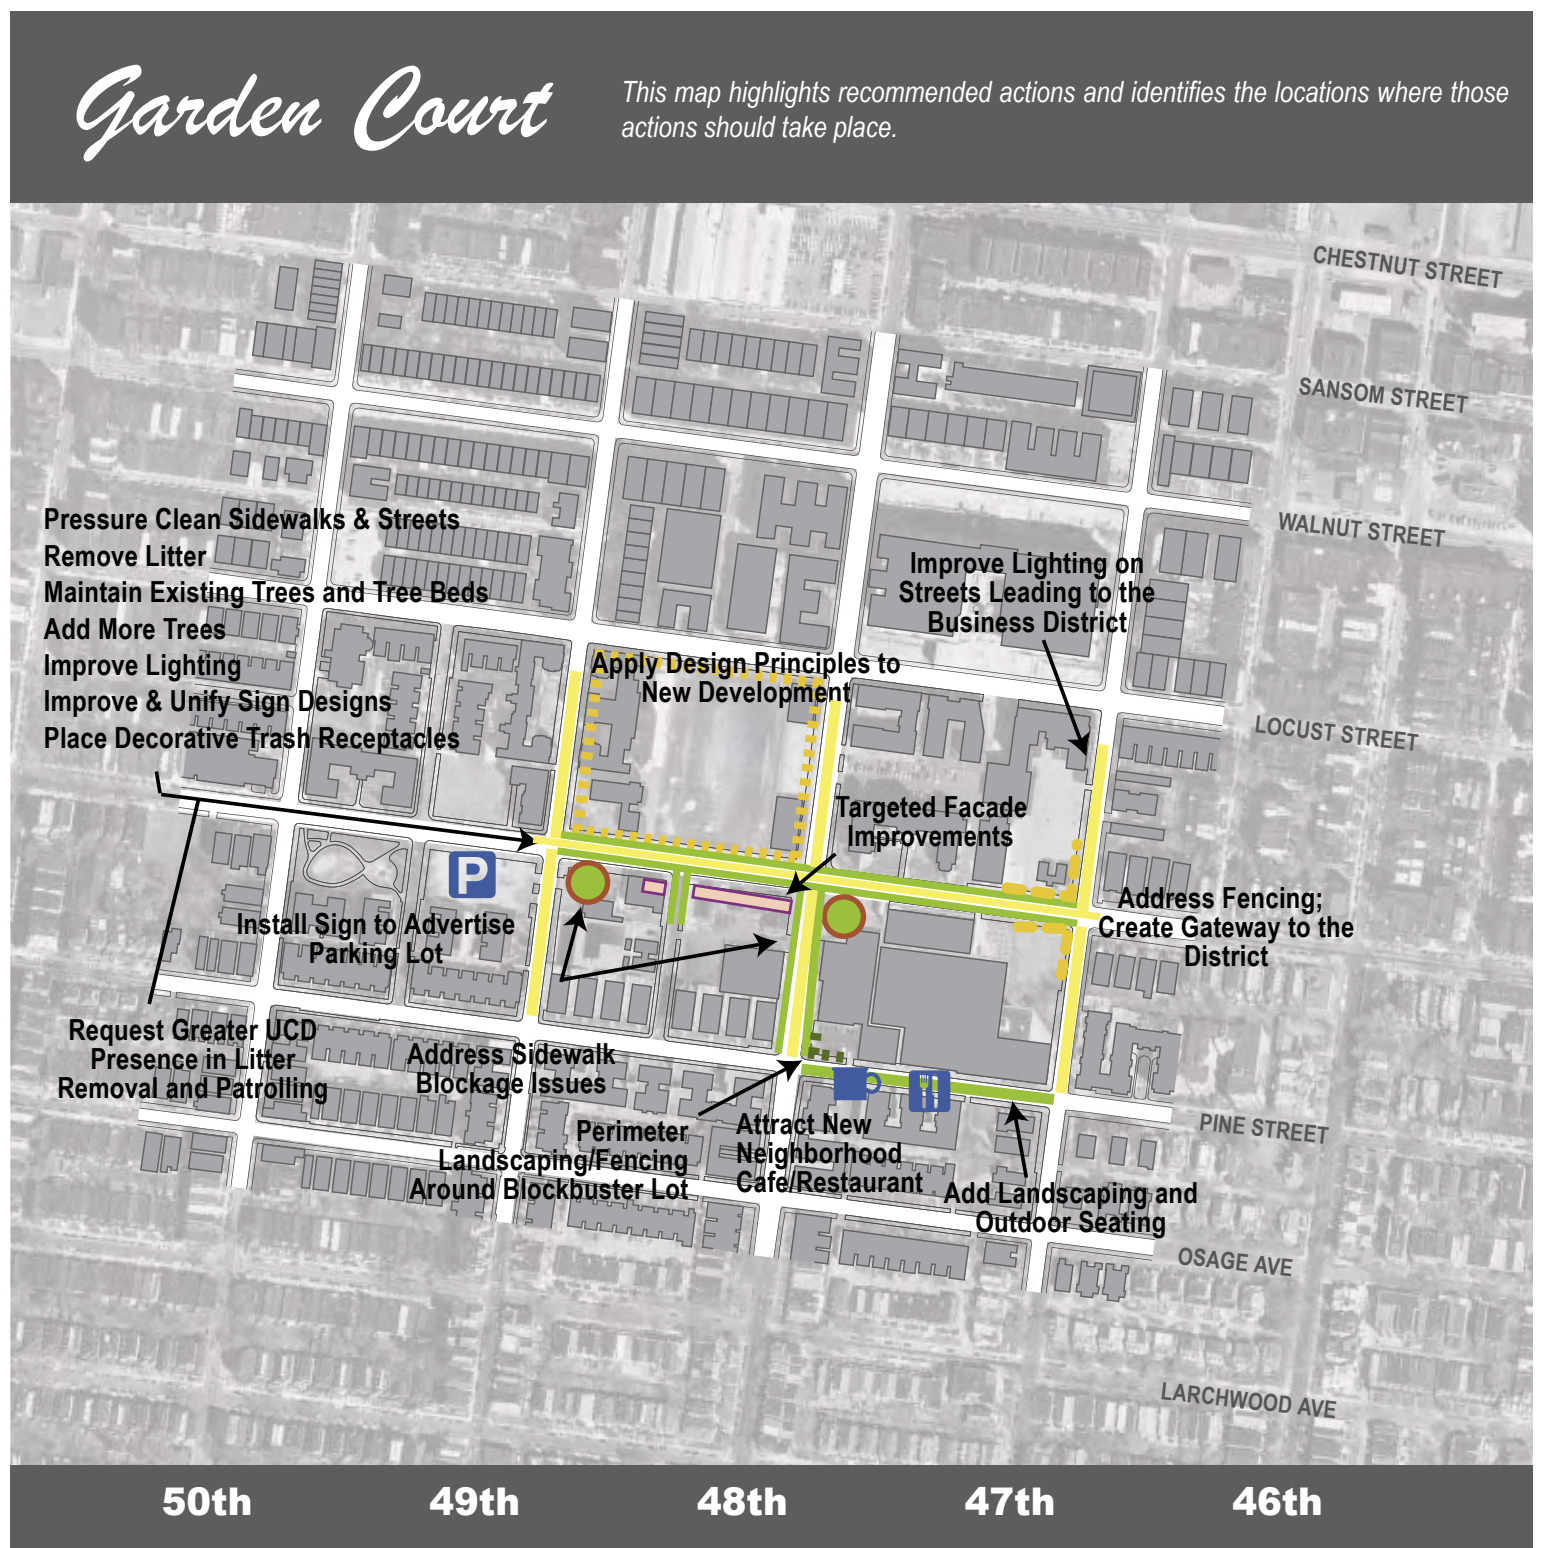 Garden Court
This map highlights recommended actions and identifies the locations where those
actions should take place.
CHESTNUT STREET
SANSOM STREET
WALNUT STREET
LOCUST STREET
Pressure Clean Sidewalks & Streets
Remove Litter
Maintain Existing Trees and Tree Beds
Add More Trees
Improve Lighting
Improve & Unify Sign Designs
Place Decorative Trash Receptacles
Improve Lighting on
Streets Leading to the
Business District
Apply Design Principles to
New Development
Targeted Facade
Improvements
P
Install Sign to Advertise
Parking Lot
Address Fencing;
Create Gateway to the
District
Request Greater UCD
Presence in Litter
Removal and Patrolling
Address Sidewalk
Blockage Issues
Perimeter
Landscaping/Fencing
Around Blockbuster Lot
Attract New
Neighborhood
Cafe/Restaurant
Add Landscaping and
Outdoor Seating
PINE STREET
OSAGE AVE
LARCHWOOD AVE
50th
49th
48th
47th
46th